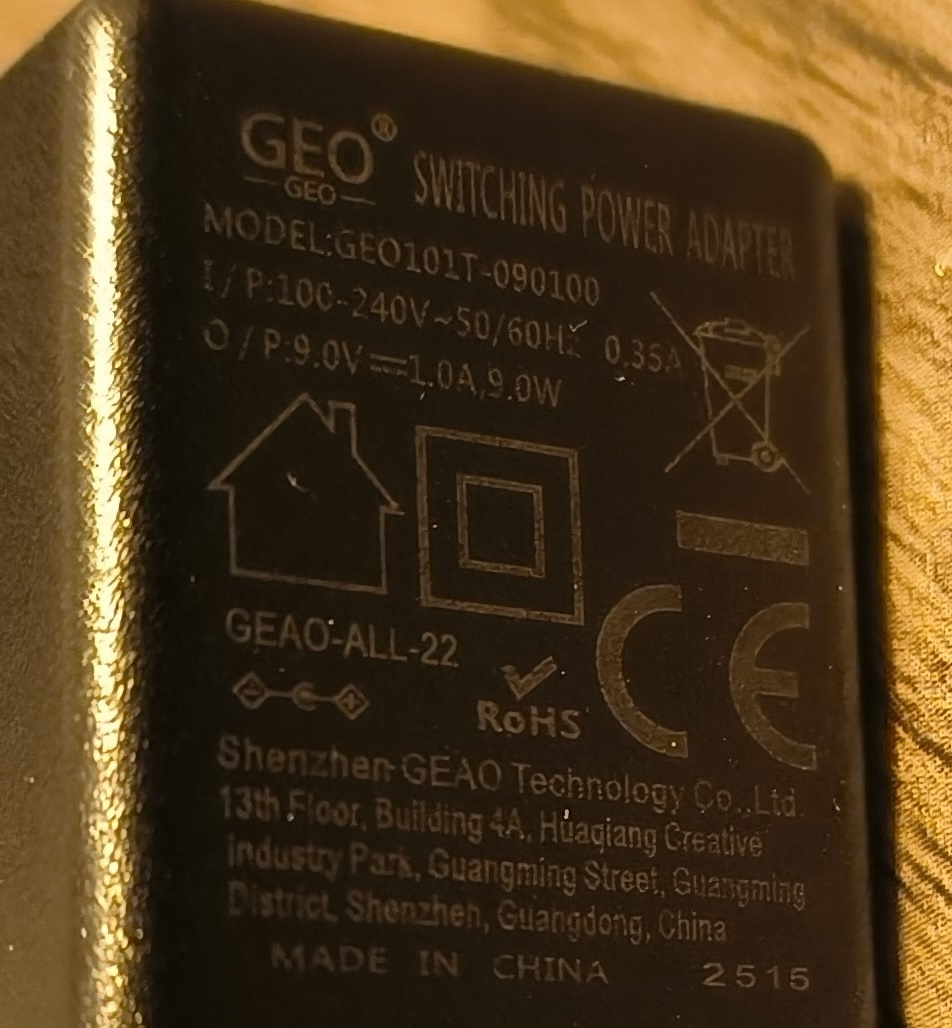 GEO®
GEO
SWITCHING POWER ADAPTER
MODEL:GEO101T-090100
I/P:100-240V~50/60Hz 0.35A
O/P:9.0V⎓1.0A,9.0W
GEAO-ALL-22
RoHS
CE
Shenzhen GEAO Technology Co.,Ltd.
13th Floor, Building 4A, Huaqiang Creative
Industry Park, Guangming Street, Guangming
District, Shenzhen, Guangdong, China
MADE IN CHINA 2515